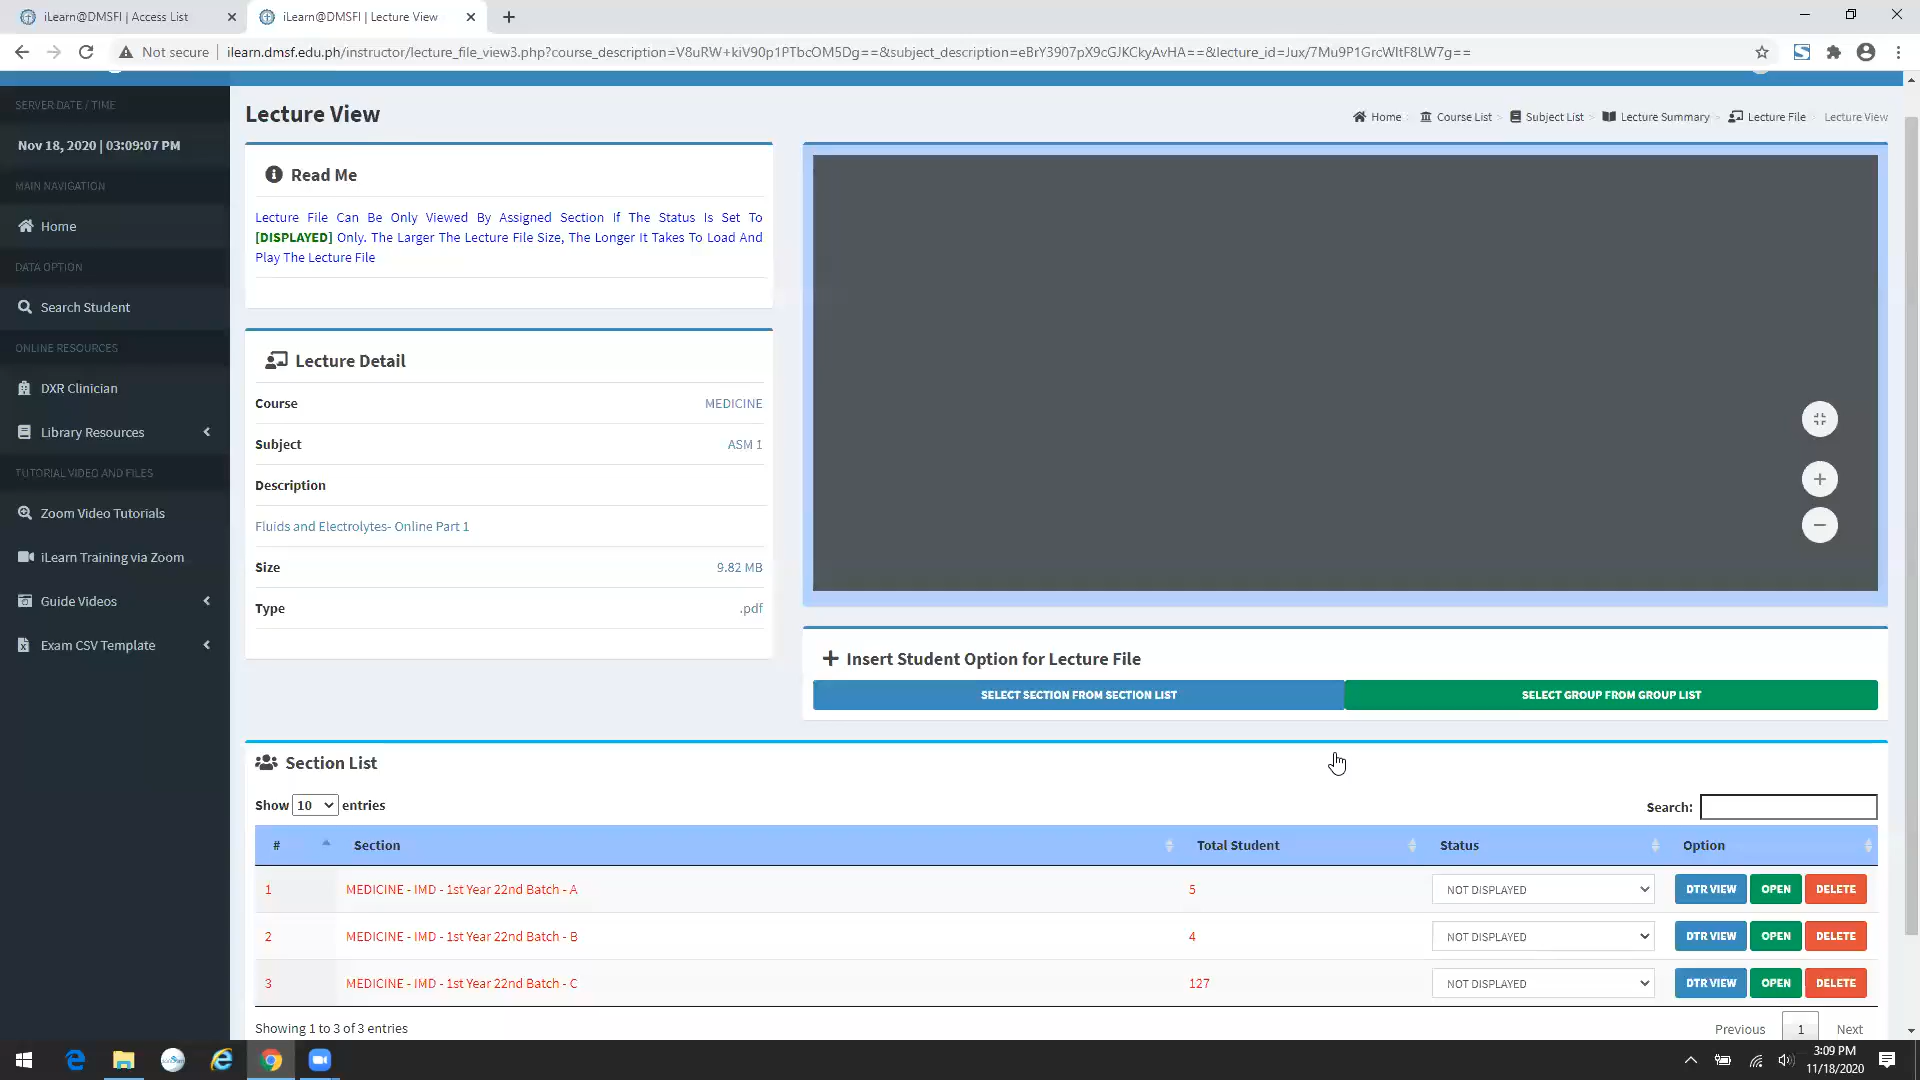 iLearn@DMSFI | Access List
iLearn@DMSFI | Lecture View
Not secure
ilearn.dmsf.edu.ph/instructor/lecture_file_view3.php?course_description=V8uRW+kiV90p1PTbcOM5Dg==&subject_description=eBrY3907pX9cGJKCkyAvHA==&lecture_id=Jux/7Mu9P1GrcWltF8LW7g==
SERVER DATE / TIME
Nov 18, 2020 | 03:09:07 PM
MAIN NAVIGATION
Home
DATA OPTION
Search Student
ONLINE RESOURCES
DXR Clinician
Library Resources
TUTORIAL VIDEO AND FILES
Zoom Video Tutorials
iLearn Training via Zoom
Guide Videos
Exam CSV Template
Lecture View
Home > Course List > Subject List > Lecture Summary > Lecture File > Lecture View
Read Me
Lecture File Can Be Only Viewed By Assigned Section If The Status Is Set To
[DISPLAYED] Only. The Larger The Lecture File Size, The Longer It Takes To Load And
Play The Lecture File
Lecture Detail
Course MEDICINE
Subject ASM 1
Description
Fluids and Electrolytes- Online Part 1
Size 9.82 MB
Type .pdf
Insert Student Option for Lecture File
SELECT SECTION FROM SECTION LIST
SELECT GROUP FROM GROUP LIST
Section List
Show 10 entries
Search:
# Section Total Student Status Option
1 MEDICINE - IMD - 1st Year 22nd Batch - A 5 NOT DISPLAYED DTR VIEW OPEN DELETE
2 MEDICINE - IMD - 1st Year 22nd Batch - B 4 NOT DISPLAYED DTR VIEW OPEN DELETE
3 MEDICINE - IMD - 1st Year 22nd Batch - C 127 NOT DISPLAYED DTR VIEW OPEN DELETE
Showing 1 to 3 of 3 entries
Previous 1 Next
3:09 PM
11/18/2020